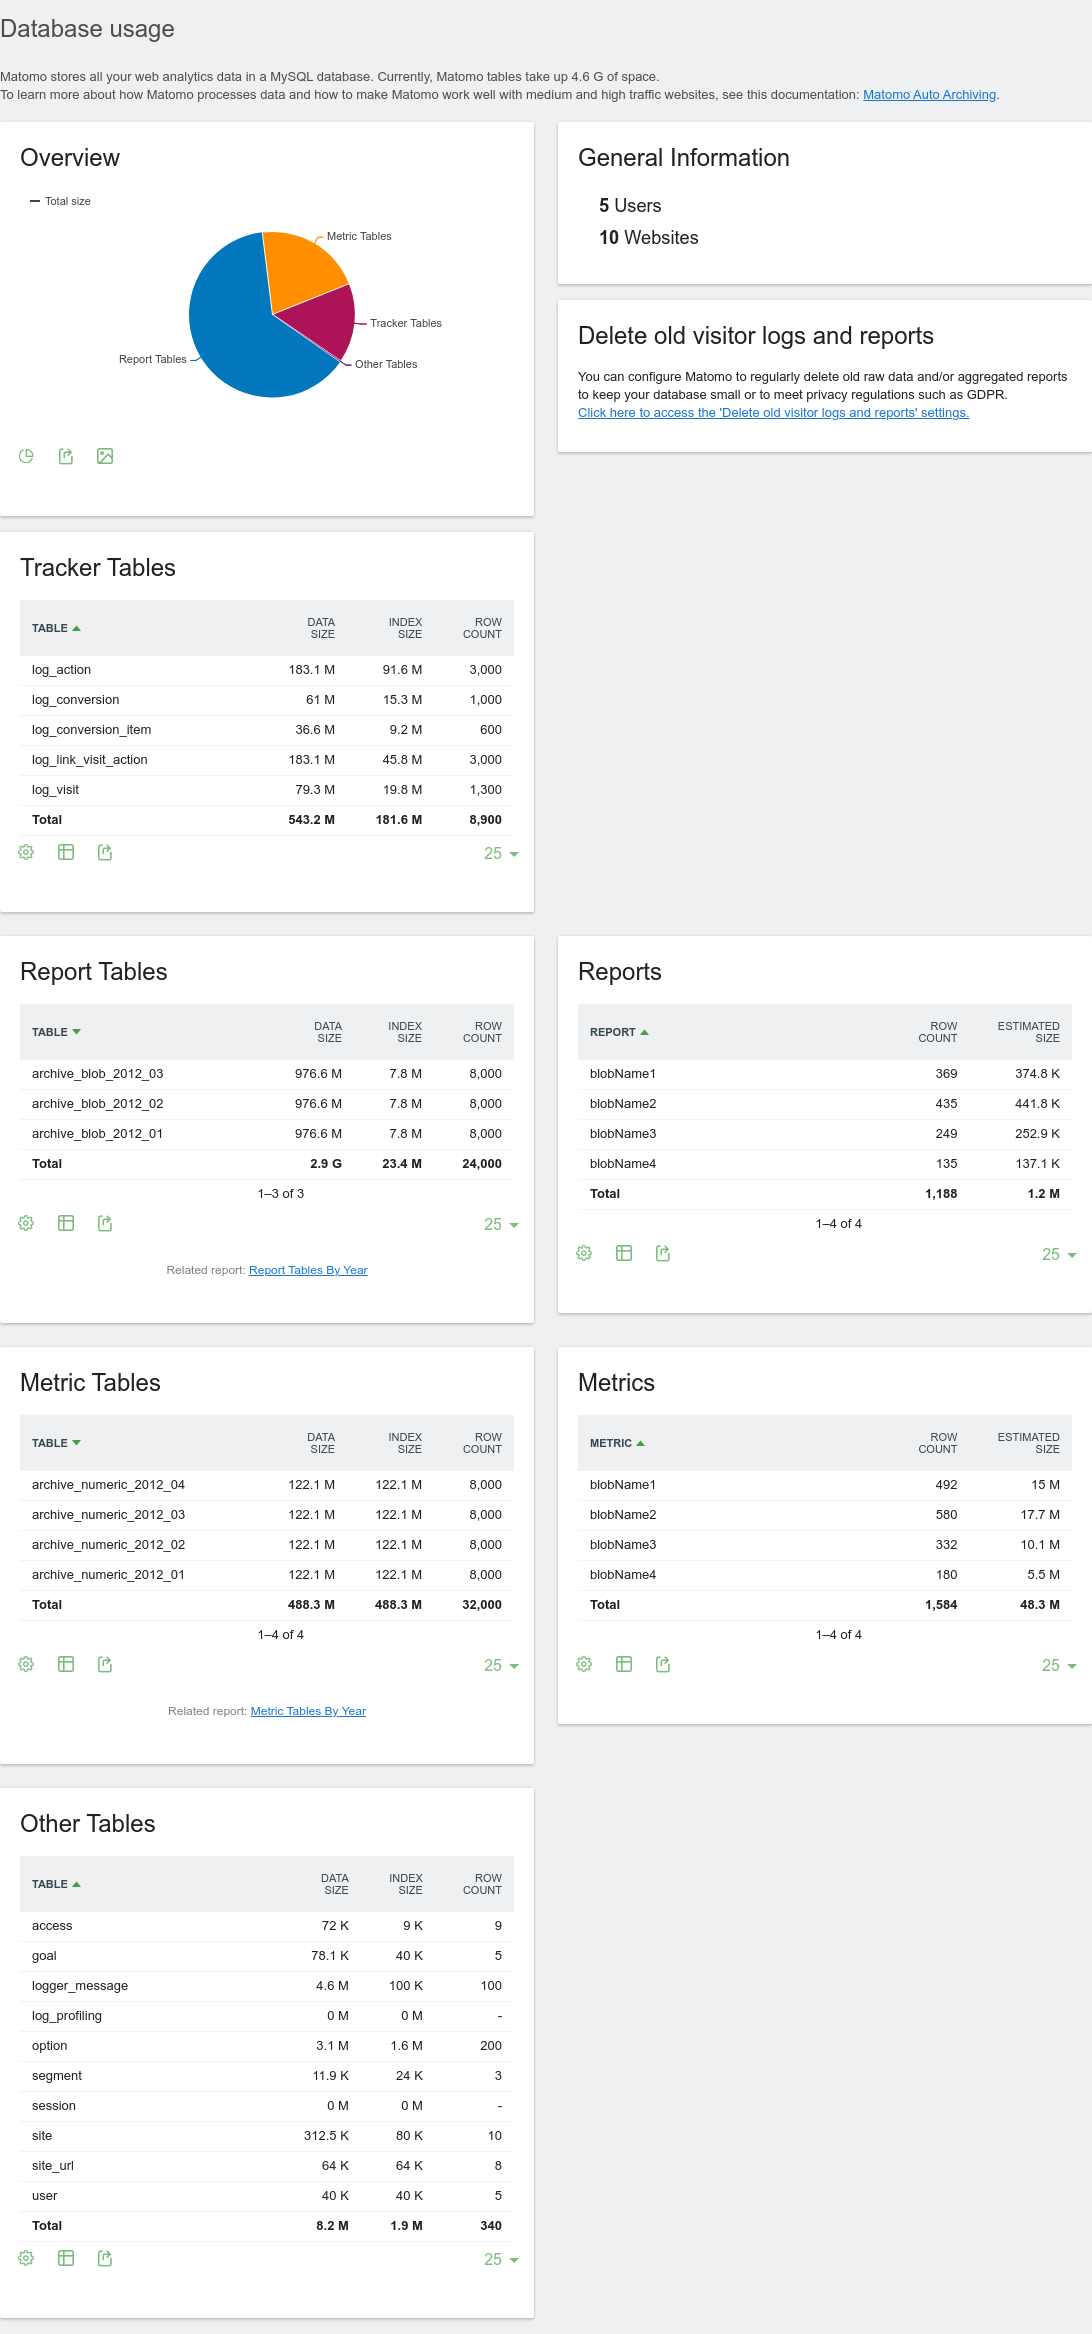 Database usage
Matomo stores all your web analytics data in a MySQL database. Currently, Matomo tables take up 4.6 G of space.
To learn more about how Matomo processes data and how to make Matomo work well with medium and high traffic websites, see this documentation: Matomo Auto Archiving.
Overview
Total size
Metric Tables
Tracker Tables
Other Tables
Report Tables
General Information
5 Users
10 Websites
Delete old visitor logs and reports
You can configure Matomo to regularly delete old raw data and/or aggregated reports
to keep your database small or to meet privacy regulations such as GDPR.
Click here to access the 'Delete old visitor logs and reports' settings.
Tracker Tables
TABLE DATA SIZE INDEX SIZE ROW COUNT
log_action 183.1 M 91.6 M 3,000
log_conversion 61 M 15.3 M 1,000
log_conversion_item 36.6 M 9.2 M 600
log_link_visit_action 183.1 M 45.8 M 3,000
log_visit 79.3 M 19.8 M 1,300
Total 543.2 M 181.6 M 8,900
25
Report Tables
TABLE DATA SIZE INDEX SIZE ROW COUNT
archive_blob_2012_03 976.6 M 7.8 M 8,000
archive_blob_2012_02 976.6 M 7.8 M 8,000
archive_blob_2012_01 976.6 M 7.8 M 8,000
Total 2.9 G 23.4 M 24,000
1–3 of 3
25
Related report: Report Tables By Year
Reports
REPORT ROW COUNT ESTIMATED SIZE
blobName1 369 374.8 K
blobName2 435 441.8 K
blobName3 249 252.9 K
blobName4 135 137.1 K
Total 1,188 1.2 M
1–4 of 4
25
Metric Tables
TABLE DATA SIZE INDEX SIZE ROW COUNT
archive_numeric_2012_04 122.1 M 122.1 M 8,000
archive_numeric_2012_03 122.1 M 122.1 M 8,000
archive_numeric_2012_02 122.1 M 122.1 M 8,000
archive_numeric_2012_01 122.1 M 122.1 M 8,000
Total 488.3 M 488.3 M 32,000
1–4 of 4
25
Related report: Metric Tables By Year
Metrics
METRIC ROW COUNT ESTIMATED SIZE
blobName1 492 15 M
blobName2 580 17.7 M
blobName3 332 10.1 M
blobName4 180 5.5 M
Total 1,584 48.3 M
1–4 of 4
25
Other Tables
TABLE DATA SIZE INDEX SIZE ROW COUNT
access 72 K 9 K 9
goal 78.1 K 40 K 5
logger_message 4.6 M 100 K 100
log_profiling 0 M 0 M -
option 3.1 M 1.6 M 200
segment 11.9 K 24 K 3
session 0 M 0 M -
site 312.5 K 80 K 10
site_url 64 K 64 K 8
user 40 K 40 K 5
Total 8.2 M 1.9 M 340
25